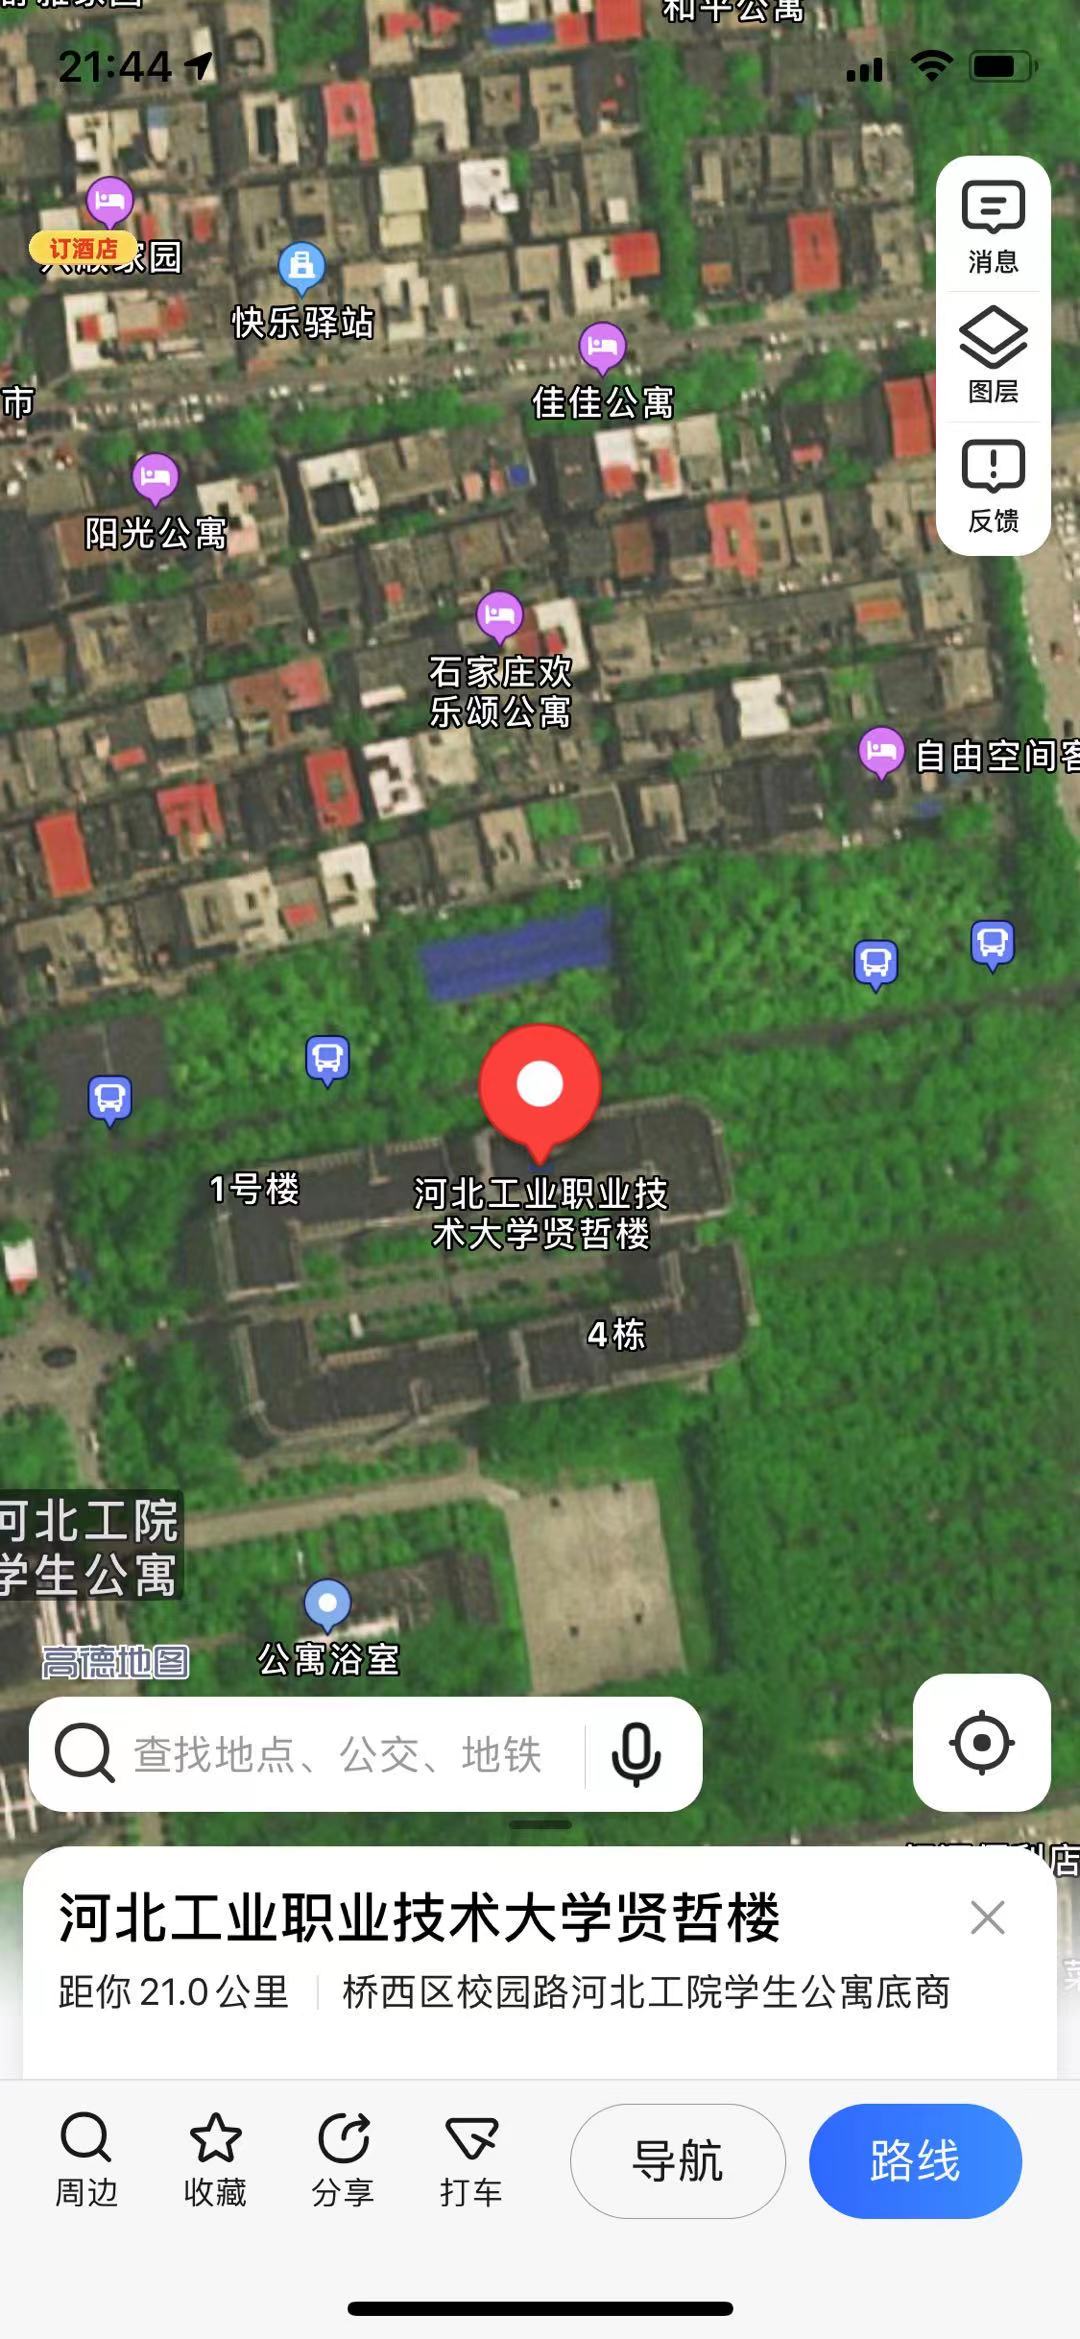 和平公寓
21:44
消息
订酒店
家园
快乐驿站
图层
市
佳佳公寓
反馈
阳光公寓
石家庄欢
乐颂公寓
自由空间客
1号楼
河北工业职业技
术大学贤哲楼
4栋
河北工院
学生公寓
公寓浴室
高德地图
查找地点、公交、地铁
店
河北工业职业技术大学贤哲楼
距你21.0公里
桥西区校园路河北工院学生公寓底商
周边
收藏
分享
打车
导航
路线